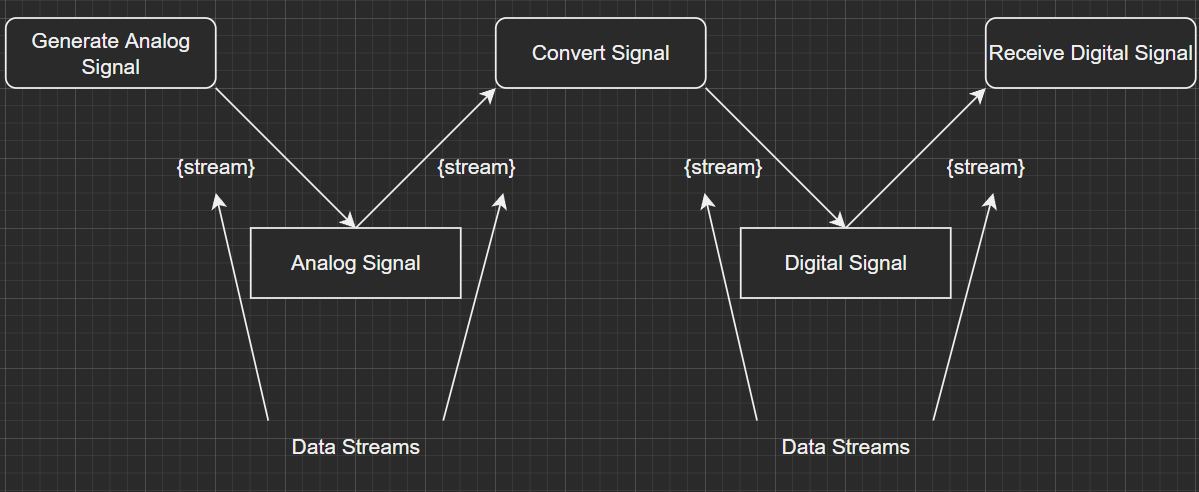 Generate Analog
Signal
Convert Signal
Receive Digital Signal
{stream}
{stream}
{stream}
{stream}
Analog Signal
Digital Signal
Data Streams
Data Streams